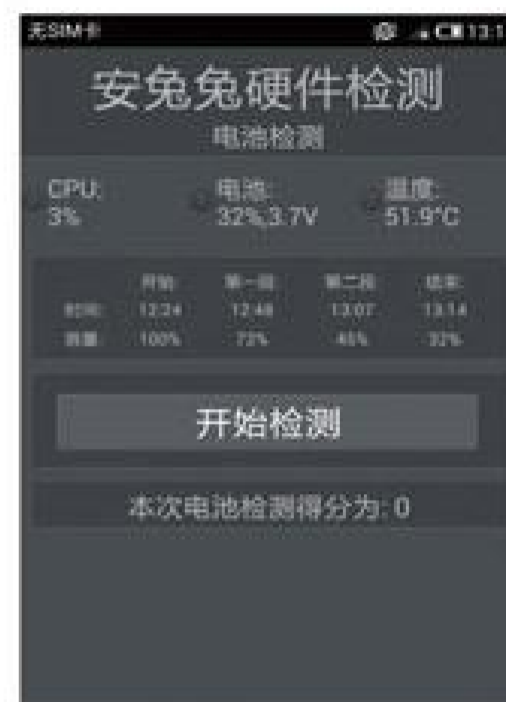 无SIM卡 13:1
安兔兔硬件检测
电池检测
CPU: 电池: 温度:
3% 32%,3.7V 51.9°C
开始: 第一段: 第二段: 结束:
时间: 12:24 12:48 13:07 13:14
容量: 100% 72% 45% 32%
开始检测
本次电池检测得分为: 0